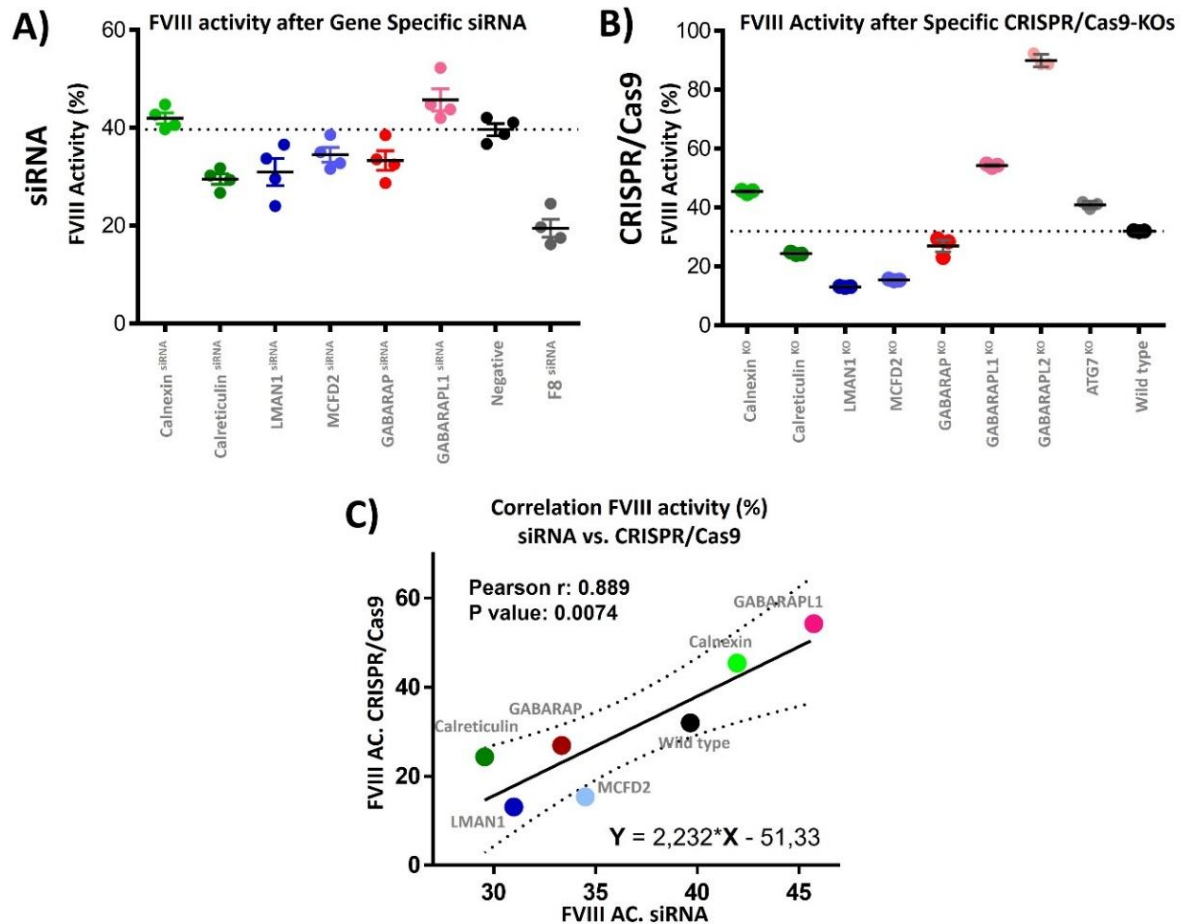 A)
FVIII activity after Gene Specific siRNA
siRNA
FVIII Activity (%)
60
40
20
0
Calnexin siRNA
Calreticulin siRNA
LMAN1 siRNA
MCFD2 siRNA
GABARAP siRNA
GABARAPL1 siRNA
Negative
F8 siRNA
B)
FVIII Activity after Specific CRISPR/Cas9-KOs
CRISPR/Cas9
FVIII Activity (%)
100
80
60
40
20
0
Calnexin KO
Calreticulin KO
LMAN1 KO
MCFD2 KO
GABARAP KO
GABARAPL1 KO
GABARAPL2 KO
ATG7 KO
Wild type
C)
Correlation FVIII activity (%)
siRNA vs. CRISPR/Cas9
Pearson r: 0.889
P value: 0.0074
FVIII AC. CRISPR/Cas9
60
40
20
0
GABARAPL1
Calnexin
GABARAP
Calreticulin
Wild type
MCFD2
LMAN1
Y = 2,232*X - 51,33
30
35
40
45
FVIII AC. siRNA